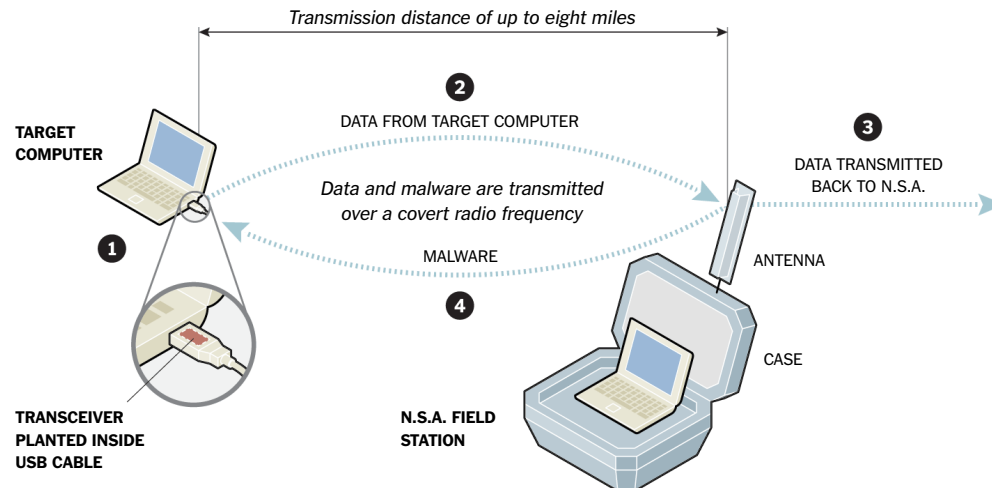 Transmission distance of up to eight miles
2
DATA FROM TARGET COMPUTER
3
DATA TRANSMITTED
BACK TO N.S.A.
TARGET
COMPUTER
Data and malware are transmitted
over a covert radio frequency
1
MALWARE
4
ANTENNA
CASE
TRANSCEIVER
PLANTED INSIDE
USB CABLE
N.S.A. FIELD
STATION